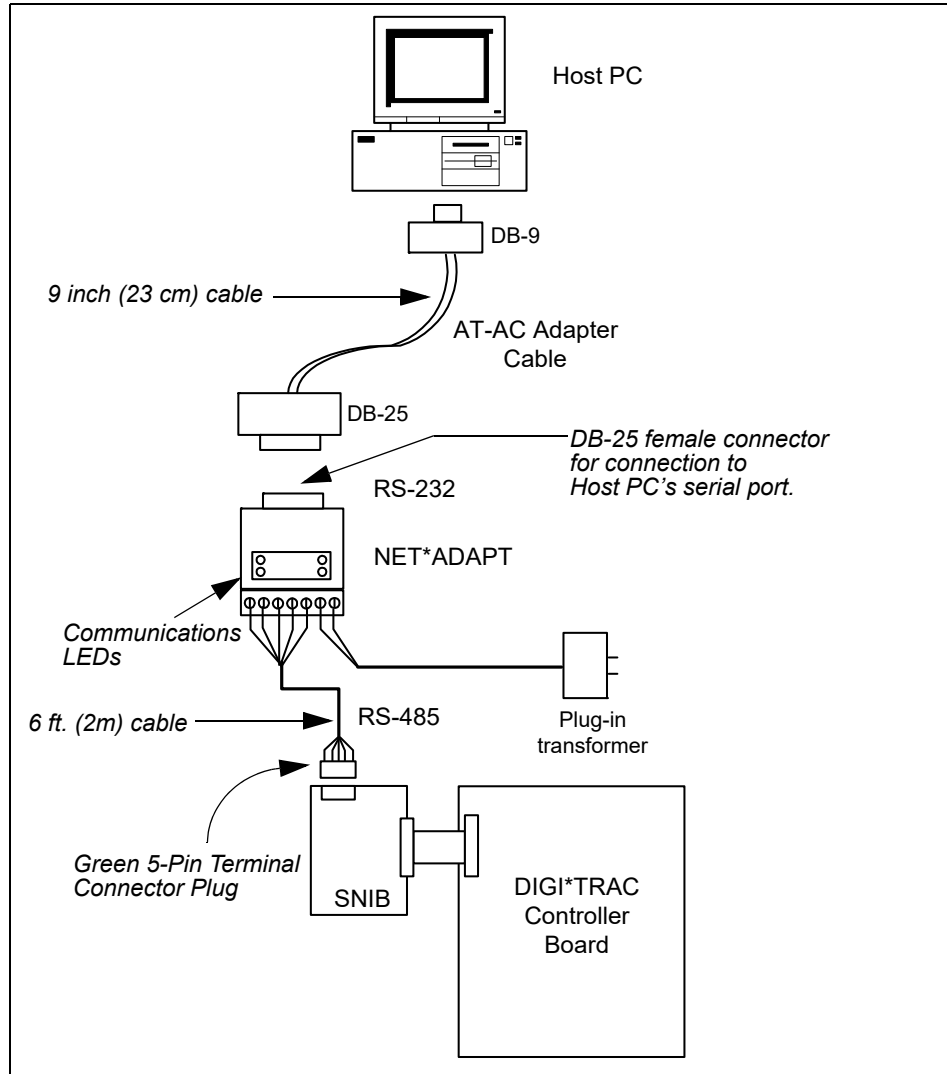 Host PC
DB-9
9 inch (23 cm) cable
AT-AC Adapter
Cable
DB-25
DB-25 female connector
for connection to
Host PC's serial port.
RS-232
NET*ADAPT
Communications
LEDs
6 ft. (2m) cable
RS-485
Plug-in
transformer
Green 5-Pin Terminal
Connector Plug
SNIB
DIGI*TRAC
Controller
Board